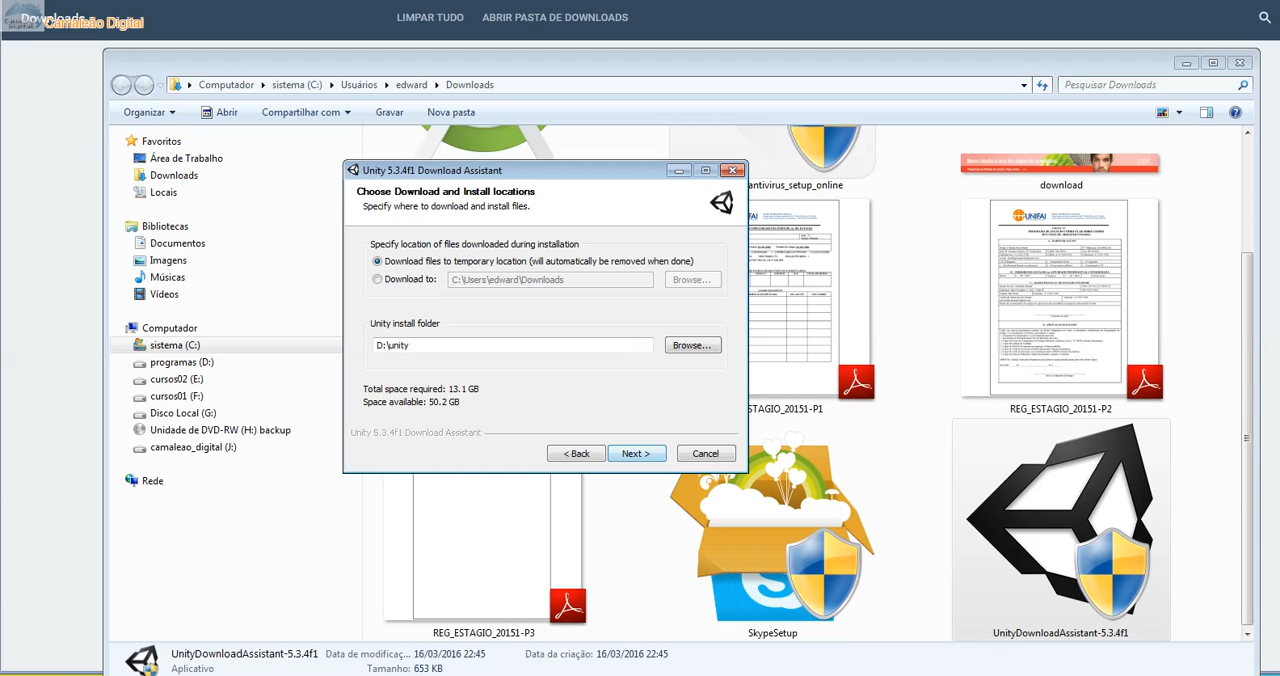 Downloads
Camaleão Digital
LIMPAR TUDO
ABRIR PASTA DE DOWNLOADS
Computador
sistema (C:)
Usuários
edward
Downloads
Pesquisar Downloads
Organizar
Abrir
Compartilhar com
Gravar
Nova pasta
Favoritos
Área de Trabalho
Downloads
Locais
Bibliotecas
Documentos
Imagens
Músicas
Vídeos
Computador
sistema (C:)
programas (D:)
cursos02 (E:)
cursos01 (F:)
Disco Local (G:)
Unidade de DVD-RW (H:) backup
camaleao_digital (J:)
Rede
Unity 5.3.4f1 Download Assistant
Choose Download and Install locations
Specify where to download and install files.
Specify location of files downloaded during installation
Download files to temporary location (will automatically be removed when done)
Download to:
C:\Users\edward\Downloads
Browse...
Unity install folder
D:\unity
Browse...
Total space required: 13.1 GB
Space available: 50.2 GB
Unity 5.3.4f1 Download Assistant
< Back
Next >
Cancel
antivirus_setup_online
download
UNIFAI
_ESTAGIO_20151-P1
REG_ESTAGIO_20151-P2
REG_ESTAGIO_20151-P3
SkypeSetup
UnityDownloadAssistant-5.3.4f1
UnityDownloadAssistant-5.3.4f1
Data de modificaç...
16/03/2016 22:45
Data da criação: 16/03/2016 22:45
Aplicativo
Tamanho: 653 KB